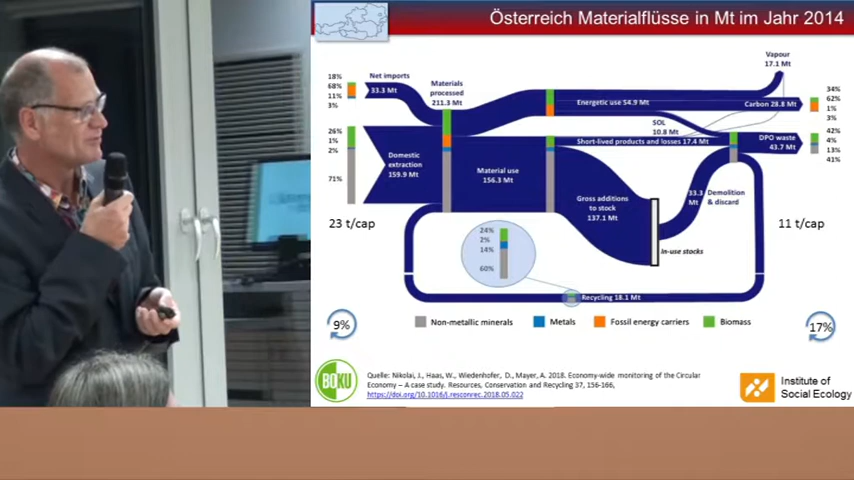 Österreich Materialflüsse in Mt im Jahr 2014
Vapour
17.1 Mt
18%
68%
11%
3%
Net imports
33.3 Mt
Materials
processed
211.3 Mt
Energetic use 54.9 Mt
Carbon 28.8 Mt
34%
62%
1%
3%
SOL
10.8 Mt
26%
1%
2%
71%
Domestic
extraction
159.9 Mt
Material use
156.3 Mt
Short-lived products and losses 17.4 Mt
DPO waste
43.7 Mt
42%
4%
13%
41%
Gross additions
to stock
137.1 Mt
33.3
Mt
Demolition
& discard
23 t/cap
11 t/cap
24%
2%
14%
60%
In-use stocks
Recycling 18.1 Mt
9%
Non-metallic minerals
Metals
Fossil energy carriers
Biomass
17%
BOKU
Quelle: Nikolai, J., Haas, W., Wiedenhofer, D., Mayer, A. 2018. Economy-wide monitoring of the Circular
Economy – A case study. Resources, Conservation and Recycling 37, 156-166,
https://doi.org/10.1016/j.resconrec.2018.05.022
Institute of
Social Ecology